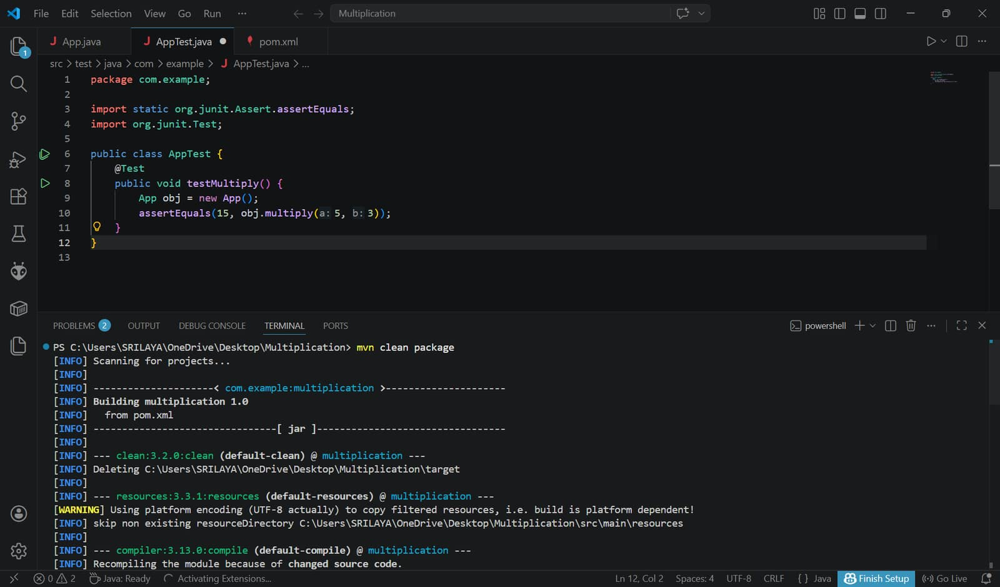 File Edit Selection View Go Run ··· Multiplication
1
App.java AppTest.java pom.xml
src > test > java > com > example > AppTest.java > ...
1 package com.example;
2
3 import static org.junit.Assert.assertEquals;
4 import org.junit.Test;
5
6 public class AppTest {
7 @Test
8 public void testMultiply() {
9 App obj = new App();
10 assertEquals(15, obj.multiply(a: 5, b: 3));
11 }
12 }
13
PROBLEMS 2 OUTPUT DEBUG CONSOLE TERMINAL PORTS powershell
PS C:\Users\SRILAYA\OneDrive\Desktop\Multiplication> mvn clean package
[INFO] Scanning for projects...
[INFO]
[INFO] ---------------------< com.example:multiplication >---------------------
[INFO] Building multiplication 1.0
[INFO]   from pom.xml
[INFO] --------------------------------[ jar ]---------------------------------
[INFO]
[INFO] --- clean:3.2.0:clean (default-clean) @ multiplication ---
[INFO] Deleting C:\Users\SRILAYA\OneDrive\Desktop\Multiplication\target
[INFO]
[INFO] --- resources:3.3.1:resources (default-resources) @ multiplication ---
[WARNING] Using platform encoding (UTF-8 actually) to copy filtered resources, i.e. build is platform dependent!
[INFO] skip non existing resourceDirectory C:\Users\SRILAYA\OneDrive\Desktop\Multiplication\src\main\resources
[INFO]
[INFO] --- compiler:3.13.0:compile (default-compile) @ multiplication ---
[INFO] Recompiling the module because of changed source code.
0 2 Java: Ready Activating Extensions... Ln 12, Col 2 Spaces: 4 UTF-8 CRLF { } Java Finish Setup Go Live